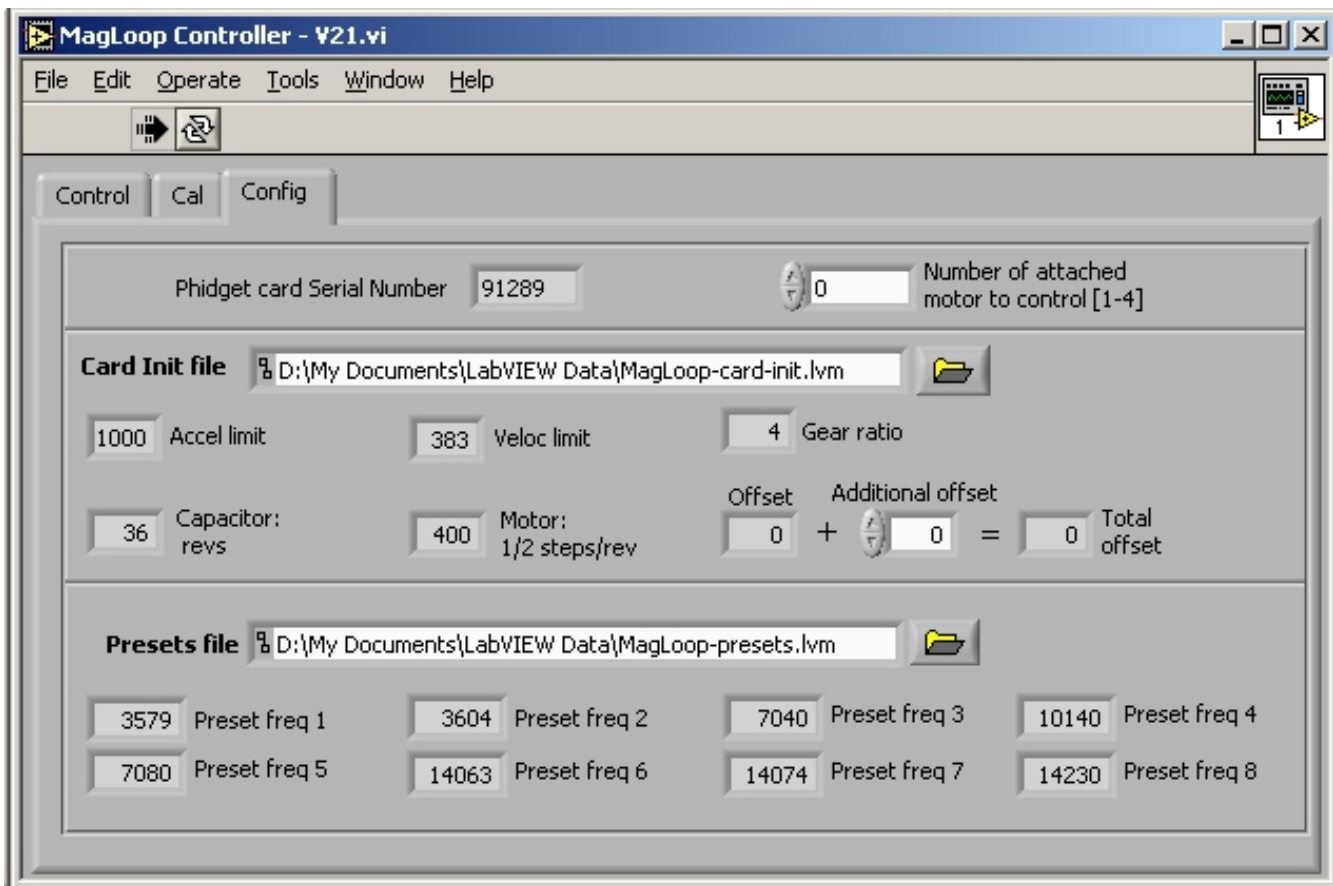 MagLoop Controller - V21.vi
File Edit Operate Tools Window Help
1
Control Cal Config
Phidget card Serial Number 91289 0 Number of attached motor to control [1-4]
Card Init file D:\My Documents\LabVIEW Data\MagLoop-card-init.lvm
1000 Accel limit 383 Veloc limit 4 Gear ratio
36 Capacitor: revs 400 Motor: 1/2 steps/rev Offset 0 + Additional offset 0 = 0 Total offset
Presets file D:\My Documents\LabVIEW Data\MagLoop-presets.lvm
3579 Preset freq 1 3604 Preset freq 2 7040 Preset freq 3 10140 Preset freq 4
7080 Preset freq 5 14063 Preset freq 6 14074 Preset freq 7 14230 Preset freq 8